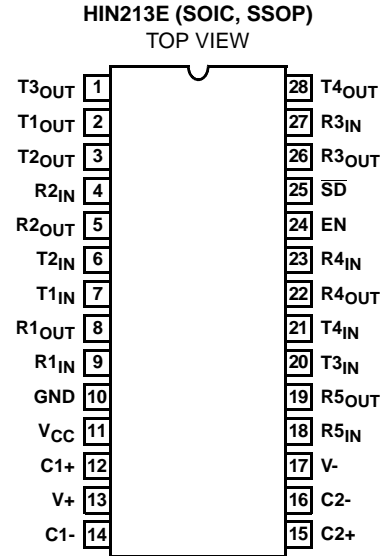 HIN213E (SOIC, SSOP)
TOP VIEW
T3OUT 1 28 T4OUT
T1OUT 2 27 R3IN
T2OUT 3 26 R3OUT
R2IN 4 25 S̅D̅
R2OUT 5 24 EN
T2IN 6 23 R4IN
T1IN 7 22 R4OUT
R1OUT 8 21 T4IN
R1IN 9 20 T3IN
GND 10 19 R5OUT
VCC 11 18 R5IN
C1+ 12 17 V-
V+ 13 16 C2-
C1- 14 15 C2+